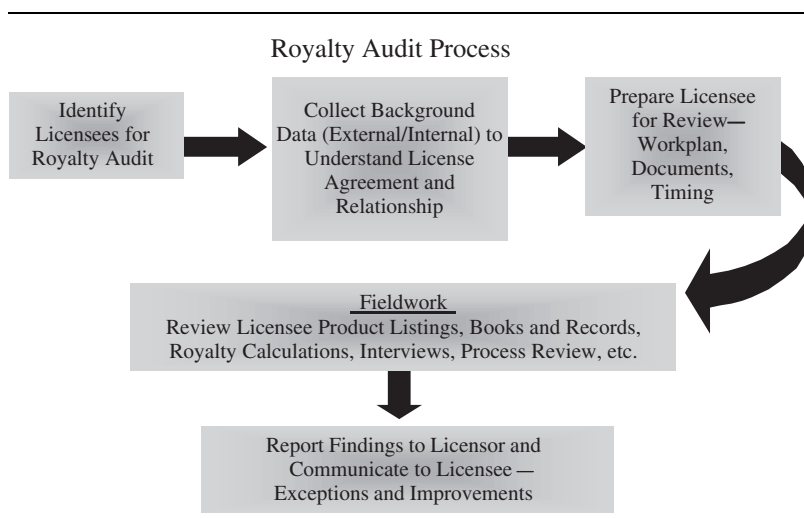 Royalty Audit Process
Identify
Licensees for
Royalty Audit
Collect Background
Data (External/Internal) to
Understand License
Agreement and
Relationship
Prepare Licensee
for Review—
Workplan,
Documents,
Timing
Fieldwork
Review Licensee Product Listings, Books and Records,
Royalty Calculations, Interviews, Process Review, etc.
Report Findings to Licensor and
Communicate to Licensee —
Exceptions and Improvements